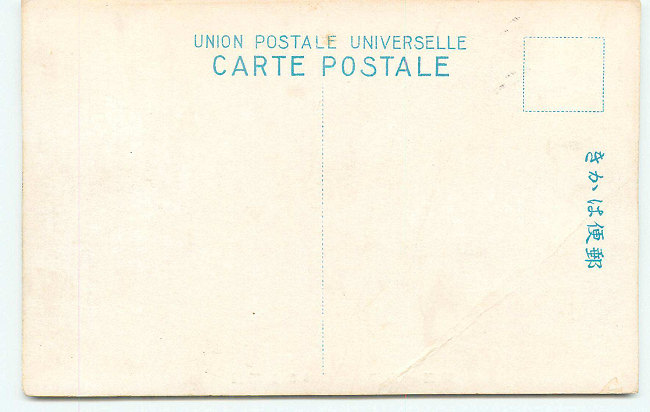 UNION POSTALE UNIVERSELLE
CARTE POSTALE
きかは便郵